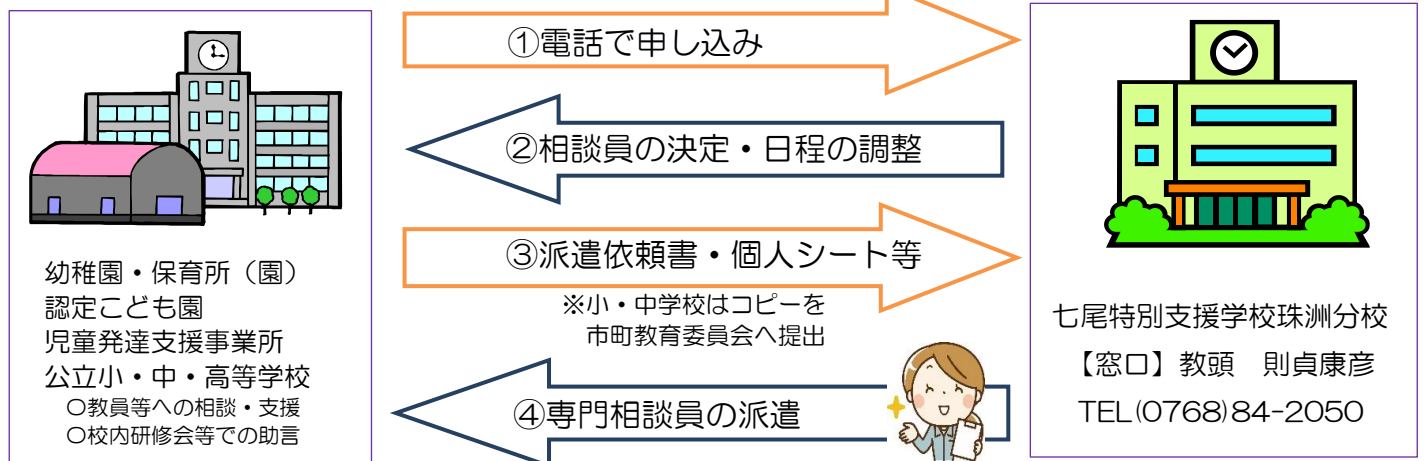 ①電話で申し込み
②相談員の決定・日程の調整
③派遣依頼書・個人シート等
※小・中学校はコピーを
市町教育委員会へ提出
④専門相談員の派遣
幼稚園・保育所(園)
認定こども園
児童発達支援事業所
公立小・中・高等学校
〇教員等への相談・支援
〇校内研修会等での助言
七尾特別支援学校珠洲分校
【窓口】教頭 則貞康彦
TEL(0768)84-2050